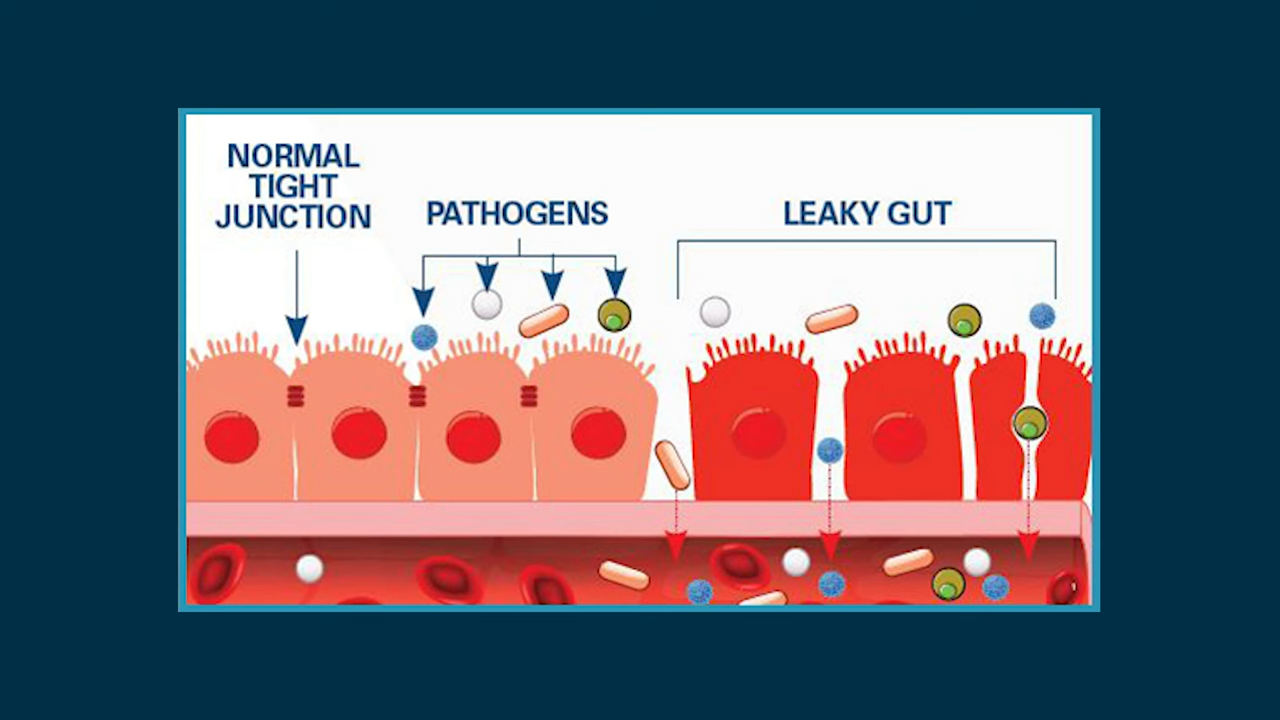 NORMAL
TIGHT
JUNCTION
PATHOGENS
LEAKY GUT